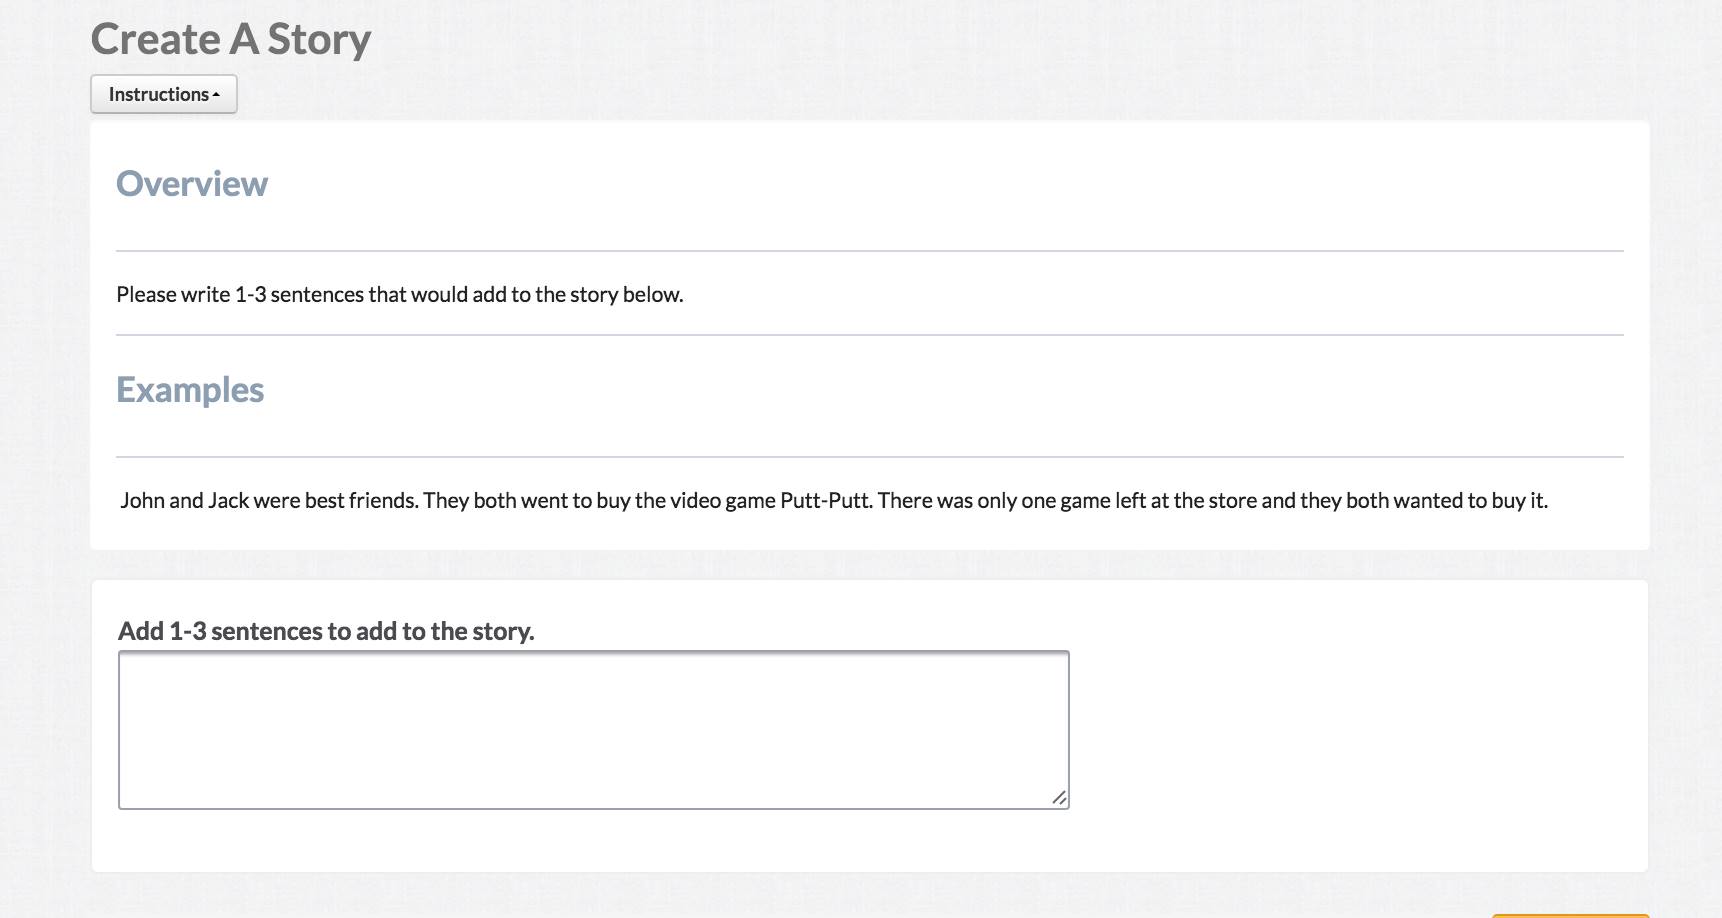 Create A Story
Instructions
Overview
Please write 1-3 sentences that would add to the story below.
Examples
John and Jack were best friends. They both went to buy the video game Putt-Putt. There was only one game left at the store and they both wanted to buy it.
Add 1-3 sentences to add to the story.